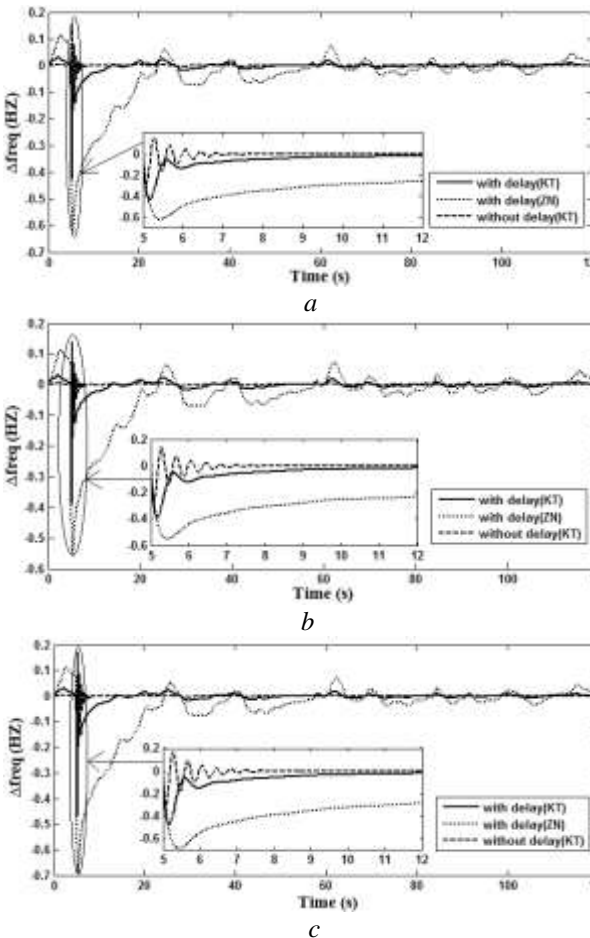 0.2
0.1
0
-0.1
-0.2
-0.3
-0.4
-0.5
-0.6
-0.7
Δfreq (HZ)
0.2
0
-0.2
-0.4
-0.6
5 6 7 8 9 10 11 12
with delay(KT)
with delay(ZN)
without delay(KT)
0 20 40 60 80 100 12
Time (s)
a
0.2
0.1
0
-0.1
-0.2
-0.3
-0.4
-0.5
-0.6
Δfreq (HZ)
0.2
0
-0.2
-0.4
-0.6
5 6 7 8 9 10 11 12
with delay(KT)
with delay(ZN)
without delay(KT)
0 20 40 60 80 100
Time (s)
b
0.2
0.1
0
-0.1
-0.2
-0.3
-0.4
-0.5
-0.6
-0.7
Δfreq (HZ)
0.2
0
-0.2
-0.4
-0.6
5 6 7 8 9 10 11 12
with delay(KT)
with delay(ZN)
without delay(KT)
0 20 40 60 80 100
Time (s)
c